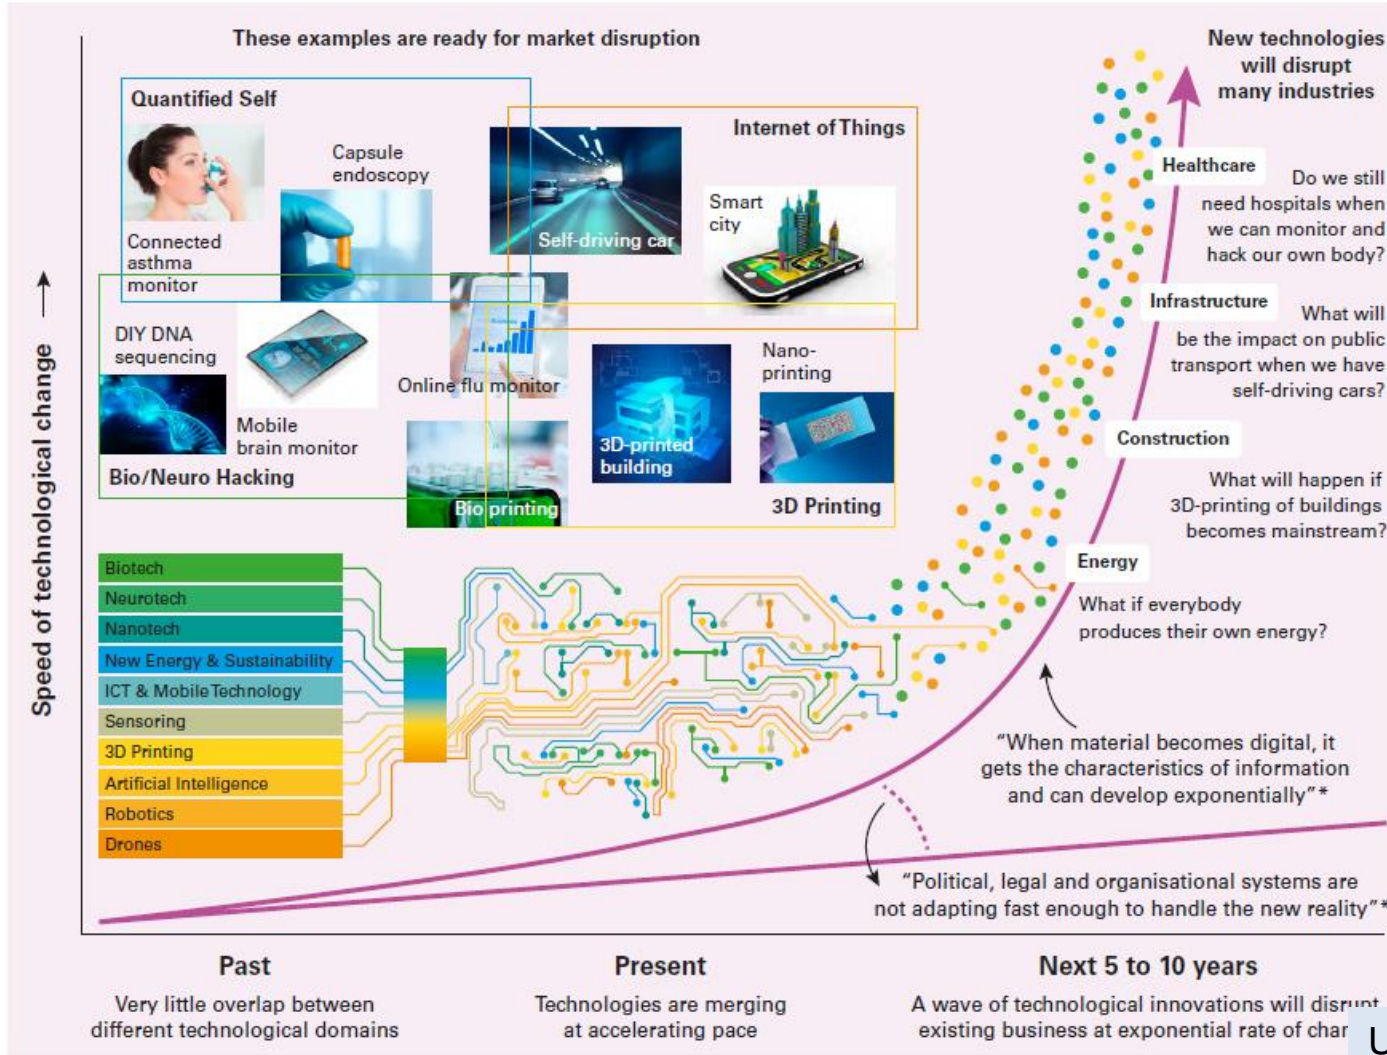 These examples are ready for market disruption
Quantified Self
Connected
asthma
monitor
Capsule
endoscopy
Internet of Things
Self-driving car
Smart
city
DIY DNA
sequencing
Mobile
brain monitor
Bio/Neuro Hacking
Online flu monitor
Bio printing
3D-printed
building
Nano-
printing
3D Printing
New technologies
will disrupt
many industries
Healthcare
Do we still
need hospitals when
we can monitor and
hack our own body?
Infrastructure
What will
be the impact on public
transport when we have
self-driving cars?
Construction
What will happen if
3D-printing of buildings
becomes mainstream?
Energy
What if everybody
produces their own energy?
Speed of technological change
Biotech
Neurotech
Nanotech
New Energy & Sustainability
ICT & Mobile Technology
Sensoring
3D Printing
Artificial Intelligence
Robotics
Drones
“When material becomes digital, it
gets the characteristics of information
and can develop exponentially”*
“Political, legal and organisational systems are
not adapting fast enough to handle the new reality”*
Past
Very little overlap between
different technological domains
Present
Technologies are merging
at accelerating pace
Next 5 to 10 years
A wave of technological innovations will disrupt
existing business at exponential rate of
U